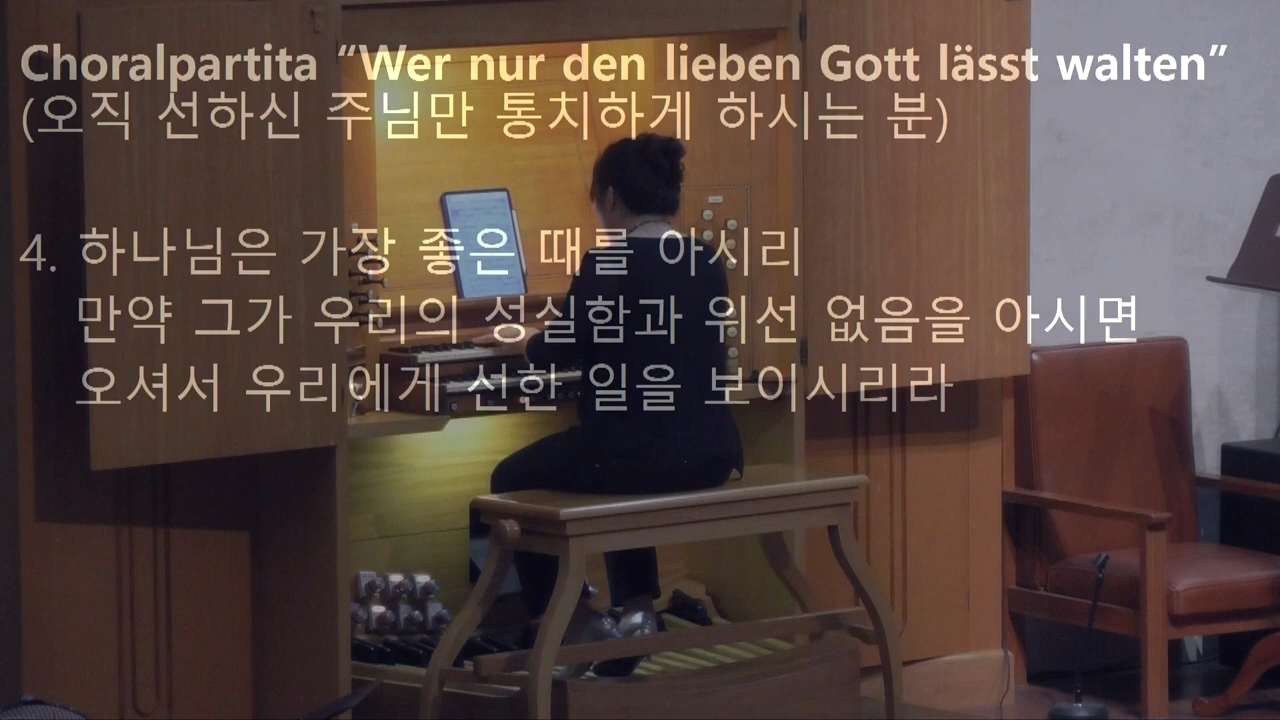 Choralpartita “Wer nur den lieben Gott lässt walten”
(오직 선하신 주님만 통치하게 하시는 분)
4. 하나님은 가장 좋은 때를 아시리
만약 그가 우리의 성실함과 위선 없음을 아시면
오셔서 우리에게 선한 일을 보이시리라